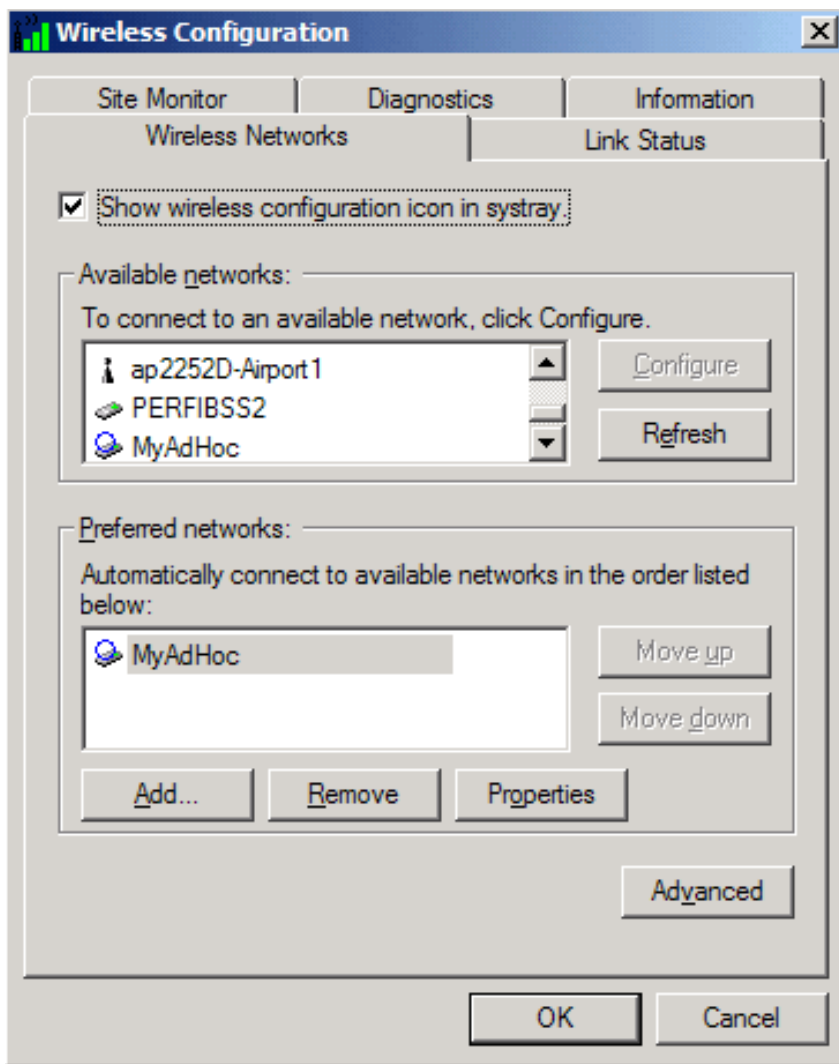 Wireless Configuration
Site Monitor Diagnostics Information
Wireless Networks Link Status
Show wireless configuration icon in systray.
Available networks:
To connect to an available network, click Configure.
ap2252D-Airport1
PERFIBSS2
MyAdHoc
Configure
Refresh
Preferred networks:
Automatically connect to available networks in the order listed
below:
MyAdHoc
Move up
Move down
Add... Remove Properties
Advanced
OK Cancel